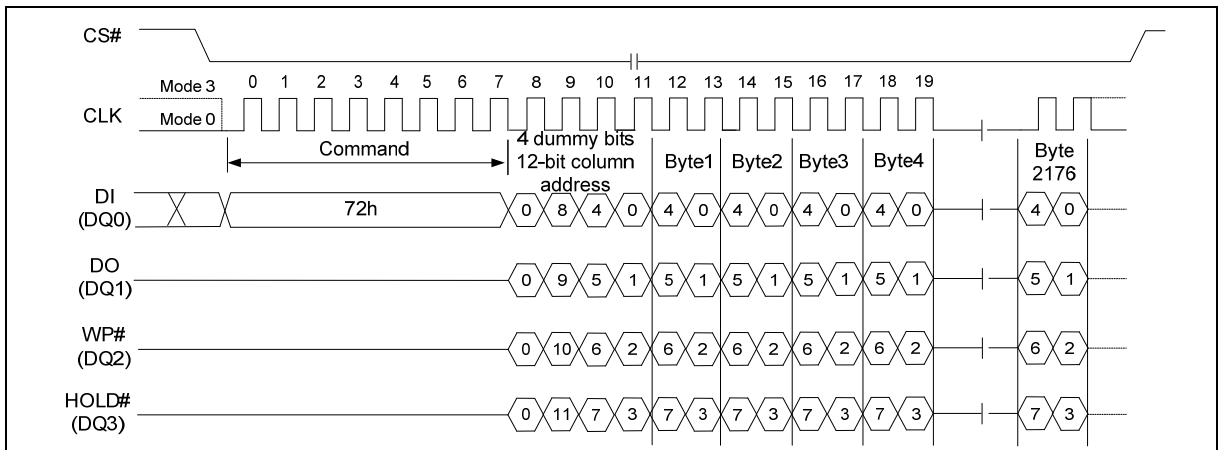 CS#
Mode 3 0 1 2 3 4 5 6 7 8 9 10 11 12 13 14 15 16 17 18 19
CLK
Mode 0
Command
4 dummy bits
12-bit column
address
Byte1 Byte2 Byte3 Byte4
Byte
2176
DI
(DQ0)
72h 0 8 4 0 4 0 4 0 4 0 4 0 4 0
DO
(DQ1)
0 9 5 1 5 1 5 1 5 1 5 1 5 1
WP#
(DQ2)
0 10 6 2 6 2 6 2 6 2 6 2 6 2
HOLD#
(DQ3)
0 11 7 3 7 3 7 3 7 3 7 3 7 3